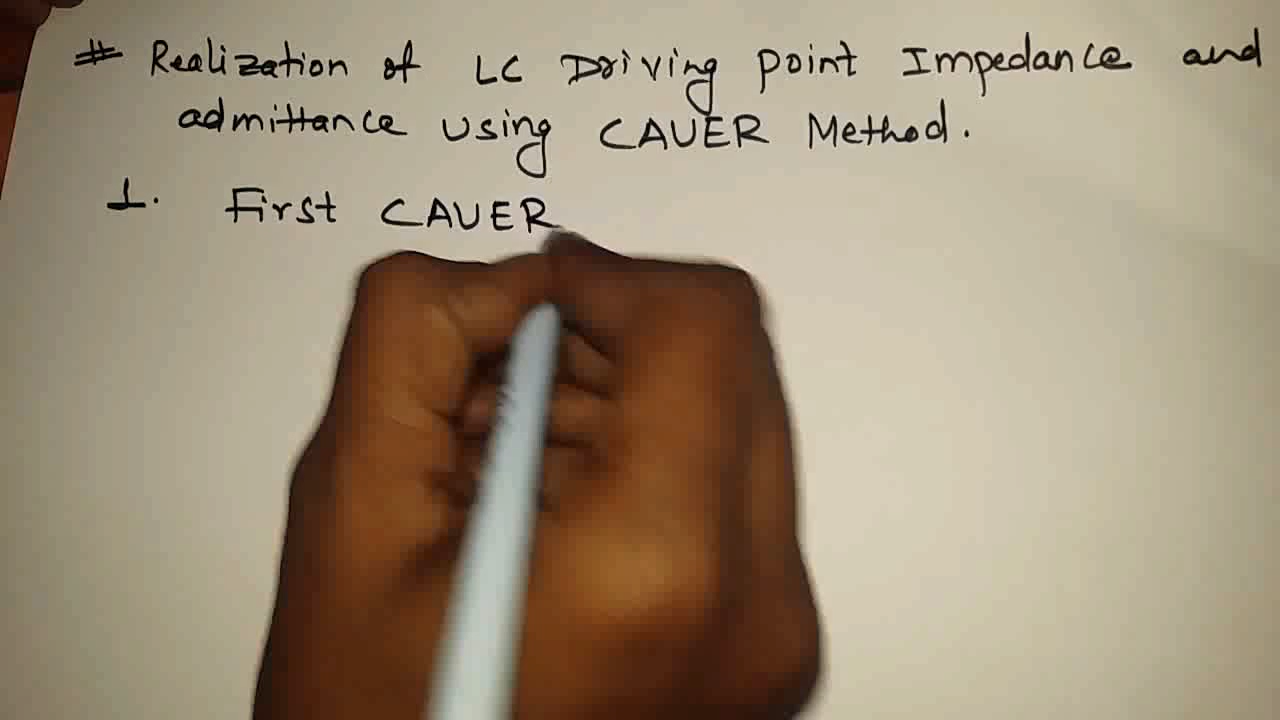 # Realization of LC Driving point Impedance and
admittance using CAUER Method.
1. First CAUER